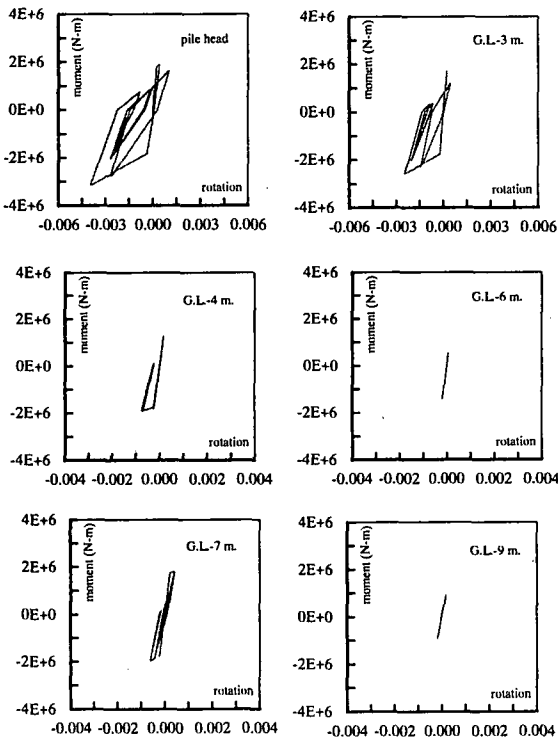 4E+6
moment (N-m)
pile head
2E+6
0E+0
-2E+6
rotation
-4E+6
-0.006 -0.003 0.000 0.003 0.006
4E+6
moment (N-m)
G.L.-3 m.
2E+6
0E+0
-2E+6
rotation
-4E+6
-0.006 -0.003 0.000 0.003 0.006
4E+6
moment (N-m)
G.L.-4 m.
2E+6
0E+0
-2E+6
rotation
-4E+6
-0.004 -0.002 0.000 0.002 0.004
4E+6
moment (N-m)
G.L.-6 m.
2E+6
0E+0
-2E+6
rotation
-4E+6
-0.004 -0.002 0.000 0.002 0.004
4E+6
moment (N-m)
G.L.-7 m.
2E+6
0E+0
-2E+6
rotation
-4E+6
-0.004 -0.002 0.000 0.002 0.004
4E+6
moment (N-m)
G.L.-9 m.
2E+6
0E+0
-2E+6
rotation
-4E+6
-0.004 -0.002 0.000 0.002 0.004